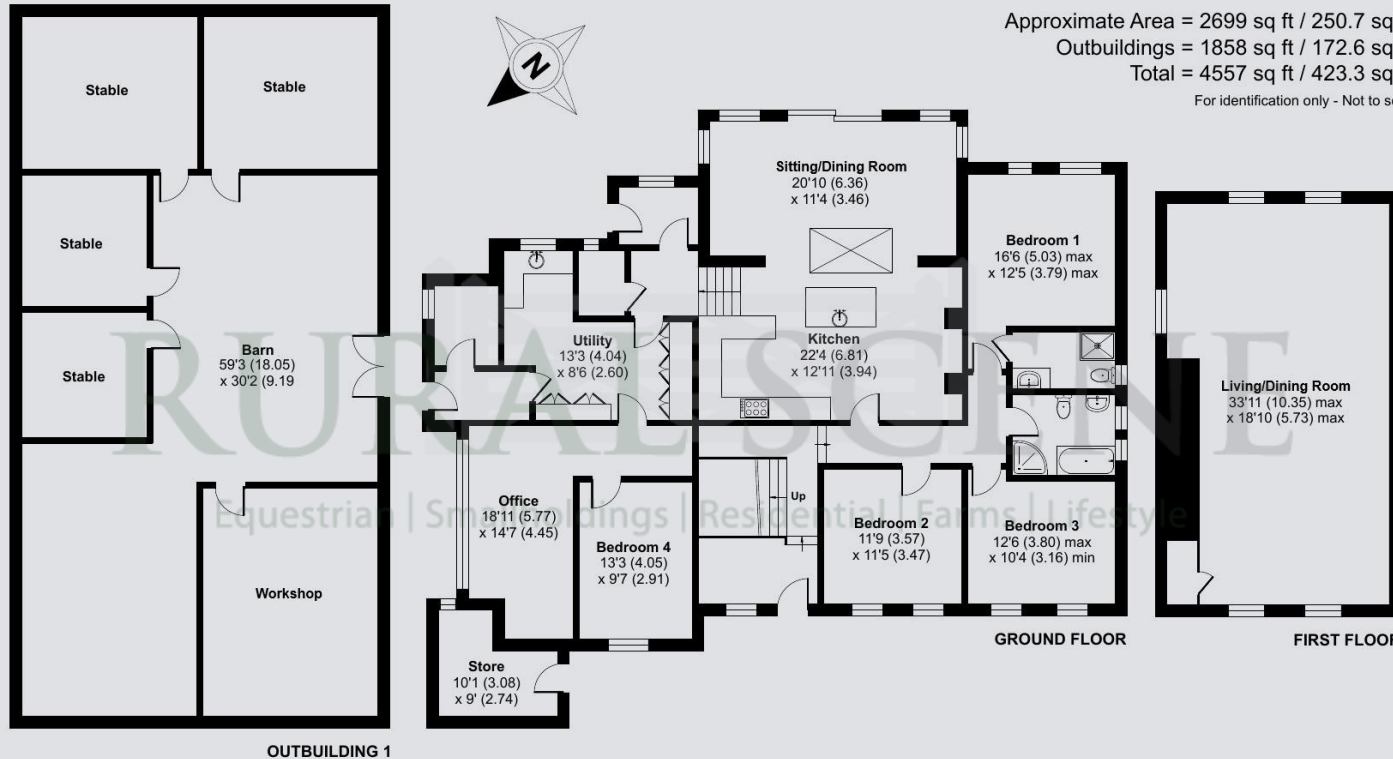 Approximate Area = 2699 sq ft / 250.7 sq
Outbuildings = 1858 sq ft / 172.6 sq
Total = 4557 sq ft / 423.3 sq
For identification only - Not to
N
Stable
Stable
Stable
Stable
Barn
59'3 (18.05)
x 30'2 (9.19
Workshop
OUTBUILDING 1
Sitting/Dining Room
20'10 (6.36)
x 11'4 (3.46)
Kitchen
22'4 (6.81)
x 12'11 (3.94)
Utility
13'3 (4.04)
x 8'6 (2.60)
Bedroom 1
16'6 (5.03) max
x 12'5 (3.79) max
Office
18'11 (5.77)
x 14'7 (4.45)
Bedroom 4
13'3 (4.05)
x 9'7 (2.91)
Up
Bedroom 2
11'9 (3.57)
x 11'5 (3.47)
Bedroom 3
12'6 (3.80) max
x 10'4 (3.16) min
Store
10'1 (3.08)
x 9' (2.74)
GROUND FLOOR
Living/Dining Room
33'11 (10.35) max
x 18'10 (5.73) max
FIRST FLOOR
RURAL SCENE
Equestrian | Smallholdings | Residential | Farms | Lifestyle